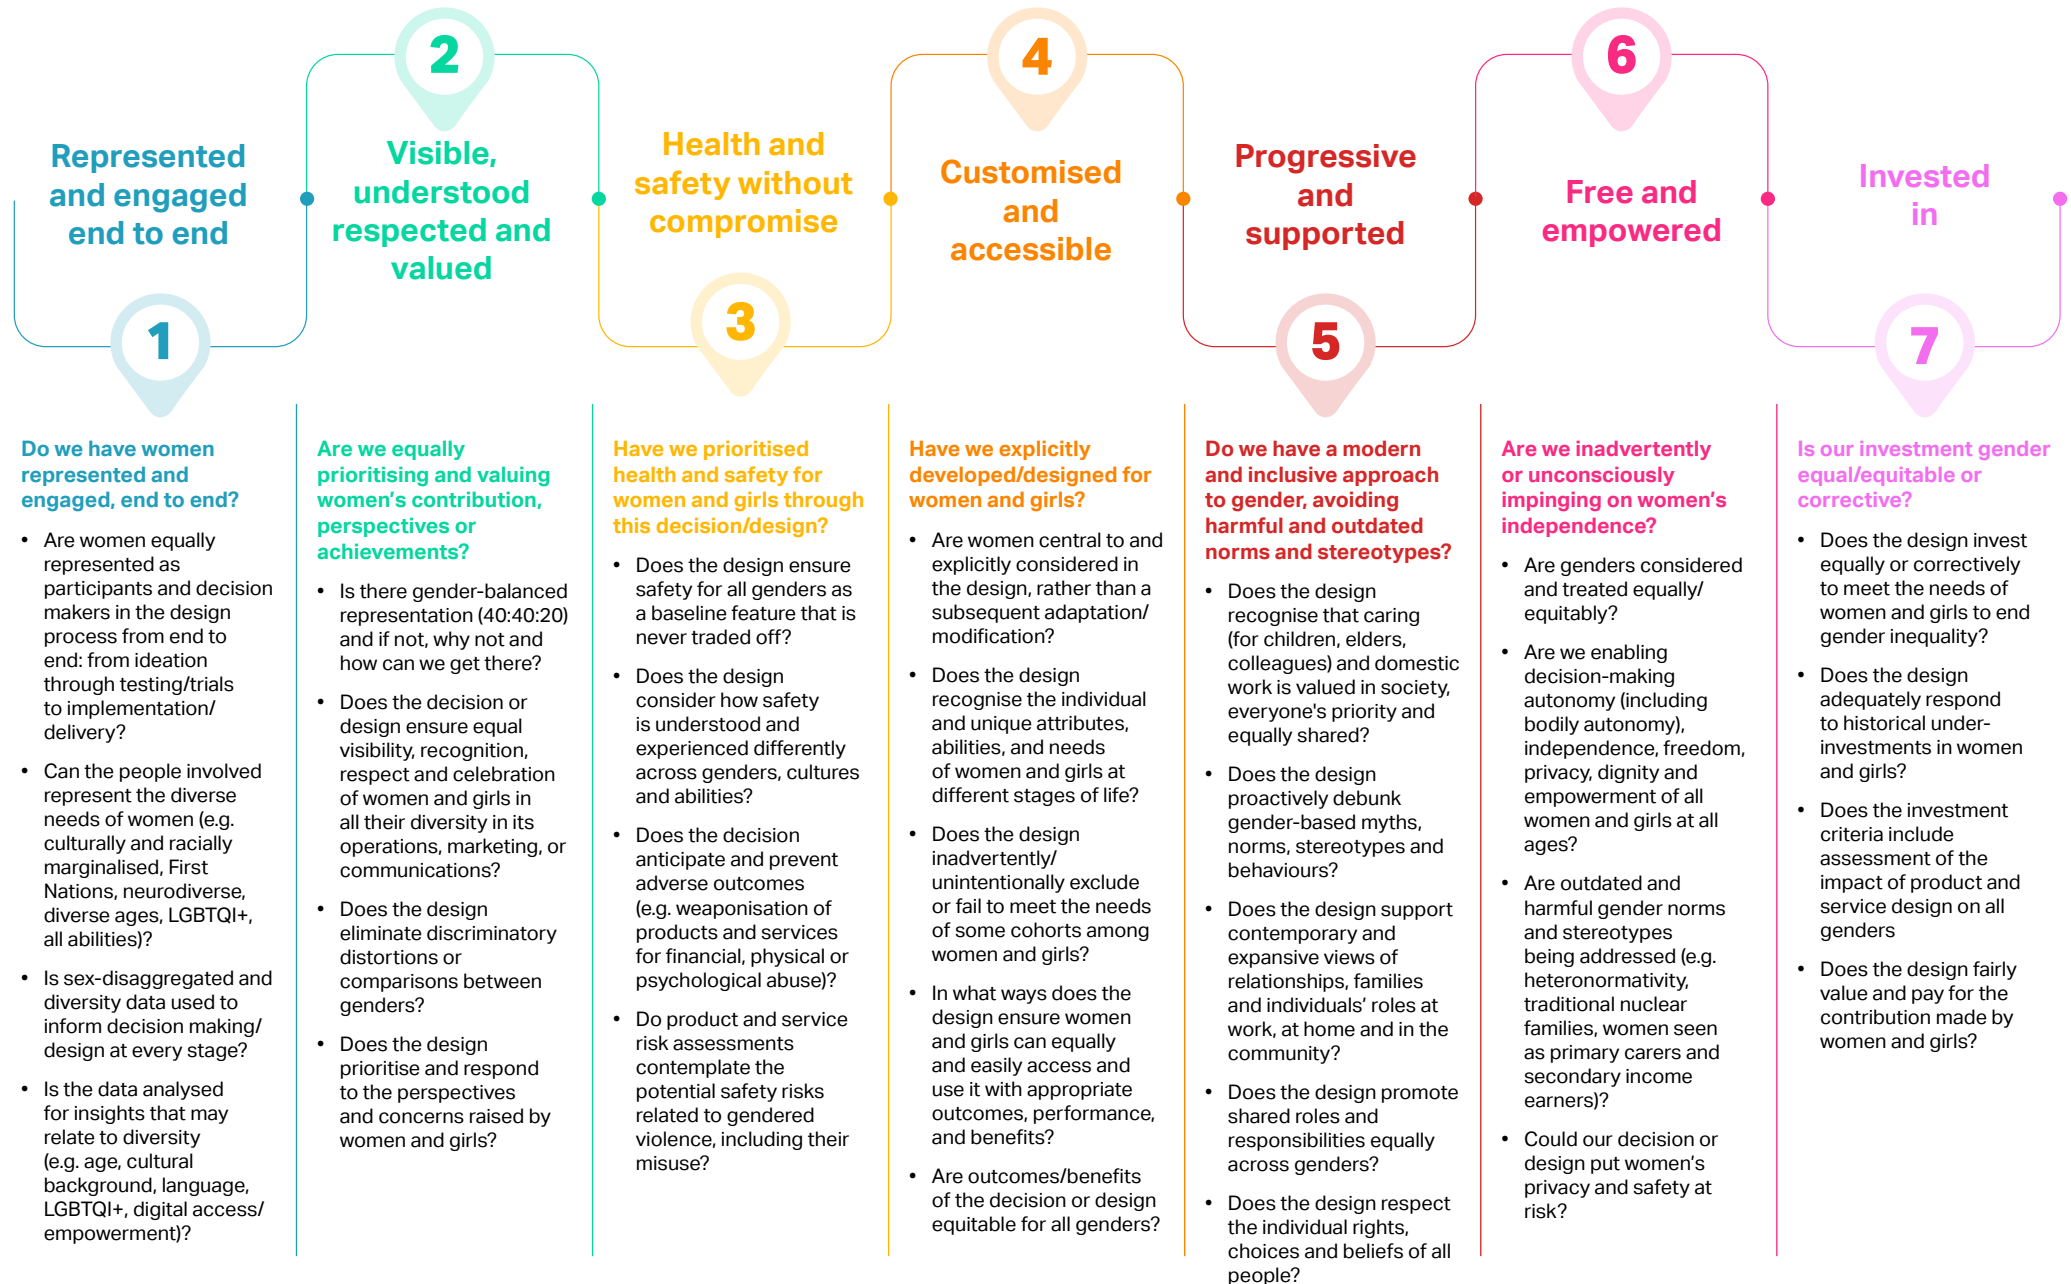 1
Represented
and engaged
end to end
2
Visible,
understood
respected and
valued
3
Health and
safety without
compromise
4
Customised
and
accessible
5
Progressive
and
supported
6
Free and
empowered
7
Invested
in
Do we have women
represented and
engaged, end to end?
• Are women equally
represented as
participants and decision
makers in the design
process from end to
end: from ideation
through testing/trials
to implementation/
delivery?
• Can the people involved
represent the diverse
needs of women (e.g.
culturally and racially
marginalised, First
Nations, neurodiverse,
diverse ages, LGBTQI+,
all abilities)?
• Is sex-disaggregated and
diversity data used to
inform decision making/
design at every stage?
• Is the data analysed
for insights that may
relate to diversity
(e.g. age, cultural
background, language,
LGBTQI+, digital access/
empowerment)?
Are we equally
prioritising and valuing
women's contribution,
perspectives or
achievements?
• Is there gender-balanced
representation (40:40:20)
and if not, why not and
how can we get there?
• Does the decision or
design ensure equal
visibility, recognition,
respect and celebration
of women and girls in
all their diversity in its
operations, marketing, or
communications?
• Does the design
eliminate discriminatory
distortions or
comparisons between
genders?
• Does the design
prioritise and respond
to the perspectives
and concerns raised by
women and girls?
Have we prioritised
health and safety for
women and girls through
this decision/design?
• Does the design ensure
safety for all genders as
a baseline feature that is
never traded off?
• Does the design
consider how safety
is understood and
experienced differently
across genders, cultures
and abilities?
• Does the decision
anticipate and prevent
adverse outcomes
(e.g. weaponisation of
products and services
for financial, physical or
psychological abuse)?
• Do product and service
risk assessments
contemplate the
potential safety risks
related to gendered
violence, including their
misuse?
Have we explicitly
developed/designed for
women and girls?
• Are women central to and
explicitly considered in
the design, rather than a
subsequent adaptation/
modification?
• Does the design
recognise the individual
and unique attributes,
abilities, and needs
of women and girls at
different stages of life?
• Does the design
inadvertently/
unintentionally exclude
or fail to meet the needs
of some cohorts among
women and girls?
• In what ways does the
design ensure women
and girls can equally
and easily access and
use it with appropriate
outcomes, performance,
and benefits?
• Are outcomes/benefits
of the decision or design
equitable for all genders?
Do we have a modern
and inclusive approach
to gender, avoiding
harmful and outdated
norms and stereotypes?
• Does the design
recognise that caring
(for children, elders,
colleagues) and domestic
work is valued in society,
everyone's priority and
equally shared?
• Does the design
proactively debunk
gender-based myths,
norms, stereotypes and
behaviours?
• Does the design support
contemporary and
expansive views of
relationships, families
and individuals' roles at
work, at home and in the
community?
• Does the design promote
shared roles and
responsibilities equally
across genders?
• Does the design respect
the individual rights,
choices and beliefs of all
people?
Are we inadvertently
or unconsciously
impinging on women's
independence?
• Are genders considered
and treated equally/
equitably?
• Are we enabling
decision-making
autonomy (including
bodily autonomy),
independence, freedom,
privacy, dignity and
empowerment of all
women and girls at all
ages?
• Are outdated and
harmful gender norms
and stereotypes
being addressed (e.g.
heteronormativity,
traditional nuclear
families, women seen
as primary carers and
secondary income
earners)?
• Could our decision or
design put women's
privacy and safety at
risk?
Is our investment gender
equal/equitable or
corrective?
• Does the design invest
equally or correctively
to meet the needs of
women and girls to end
gender inequality?
• Does the design
adequately respond
to historical under-
investments in women
and girls?
• Does the investment
criteria include
assessment of the
impact of product and
service design on all
genders
• Does the design fairly
value and pay for the
contribution made by
women and girls?